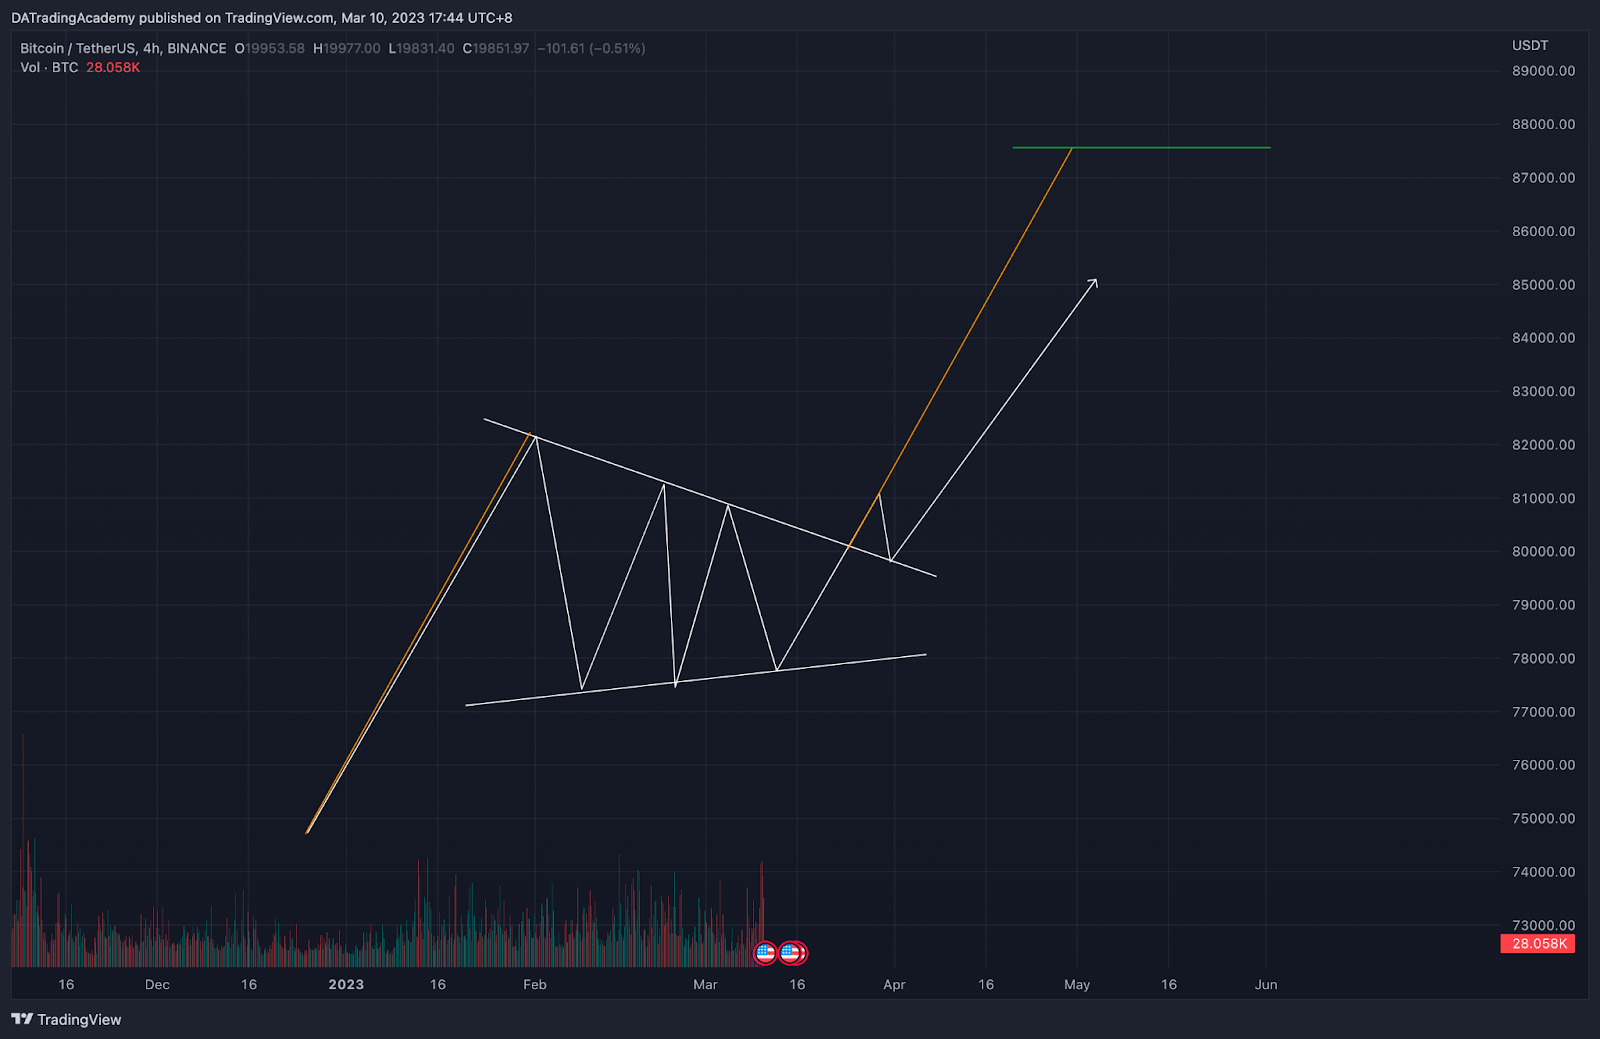 DATradingAcademy published on TradingView.com, Mar 10, 2023 17:44 UTC+8
Bitcoin / TetherUS, 4h, BINANCE O19953.58 H19977.00 L19831.40 C19851.97 −101.61 (−0.51%)
Vol · BTC 28.058K
USDT
89000.00
88000.00
87000.00
86000.00
85000.00
84000.00
83000.00
82000.00
81000.00
80000.00
79000.00
78000.00
77000.00
76000.00
75000.00
74000.00
73000.00
28.058K
16 Dec 16 2023 16 Feb Mar 16 Apr 16 May 16 Jun
TradingView